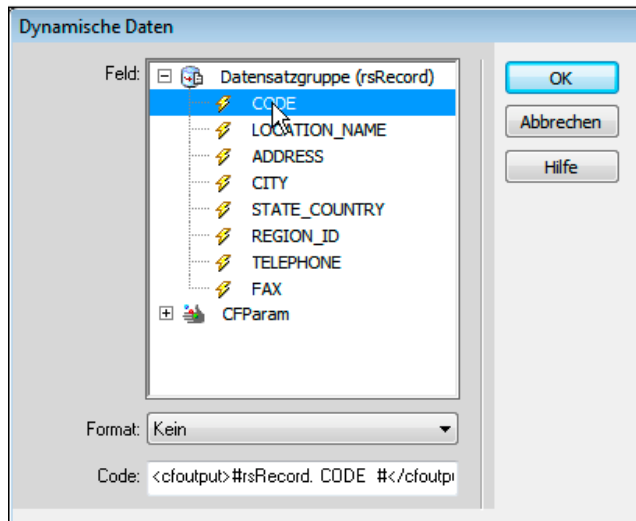 Dynamische Daten
Feld:
Datensatzgruppe (rsRecord)
CODE
LOCATION_NAME
ADDRESS
CITY
STATE_COUNTRY
REGION_ID
TELEPHONE
FAX
CFParam
OK
Abbrechen
Hilfe
Format: Kein
Code: <cfoutput>#rsRecord. CODE #</cfoutpu